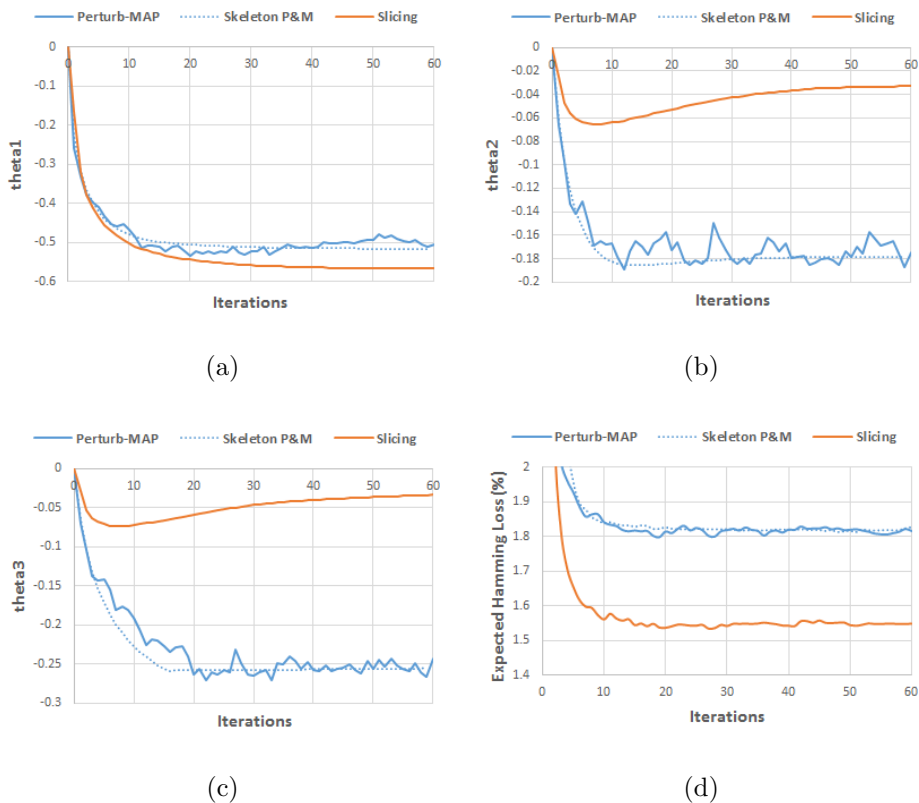 Perturb-MAP Skeleton P&M Slicing
0
0 10 20 30 40 50 60
-0.1
-0.2
-0.3
-0.4
-0.5
-0.6
theta1
Iterations
(a)
Perturb-MAP Skeleton P&M Slicing
0
0 10 20 30 40 50 60
-0.02
-0.04
-0.06
-0.08
-0.1
-0.12
-0.14
-0.16
-0.18
-0.2
theta2
Iterations
(b)
Perturb-MAP Skeleton P&M Slicing
0
0 10 20 30 40 50 60
-0.05
-0.1
-0.15
-0.2
-0.25
-0.3
theta3
Iterations
(c)
Perturb-MAP Skeleton P&M Slicing
2
1.9
1.8
1.7
1.6
1.5
1.4
Expected Hamming Loss (%)
0 10 20 30 40 50 60
Iterations
(d)